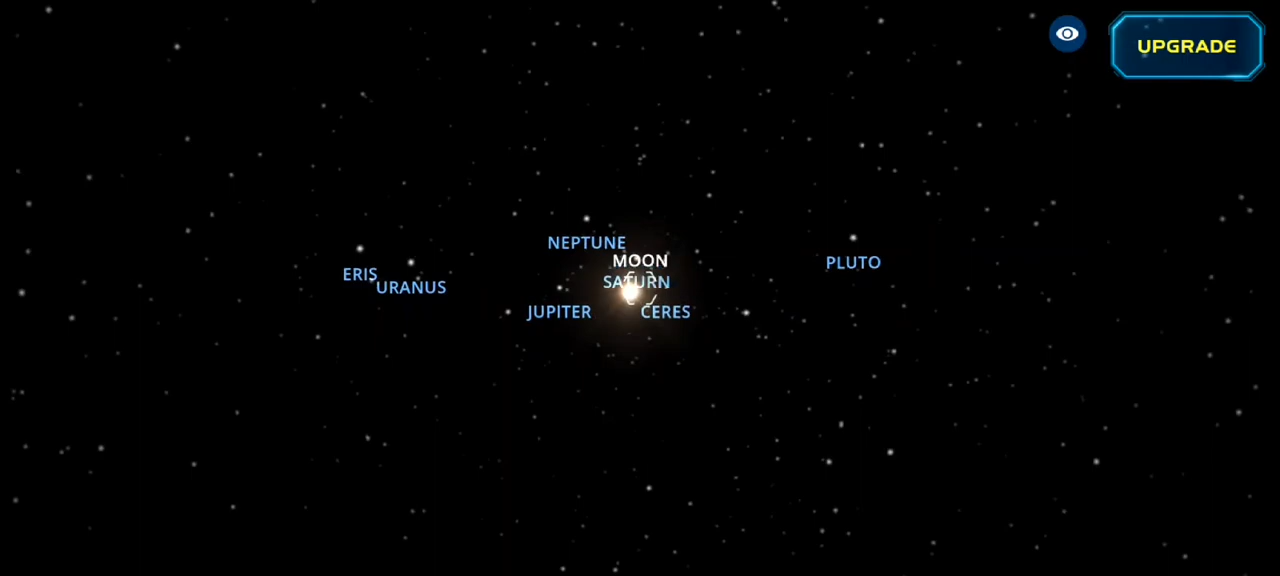 UPGRADE
NEPTUNE
MOON
PLUTO
ERIS
SATURN
URANUS
JUPITER
CERES